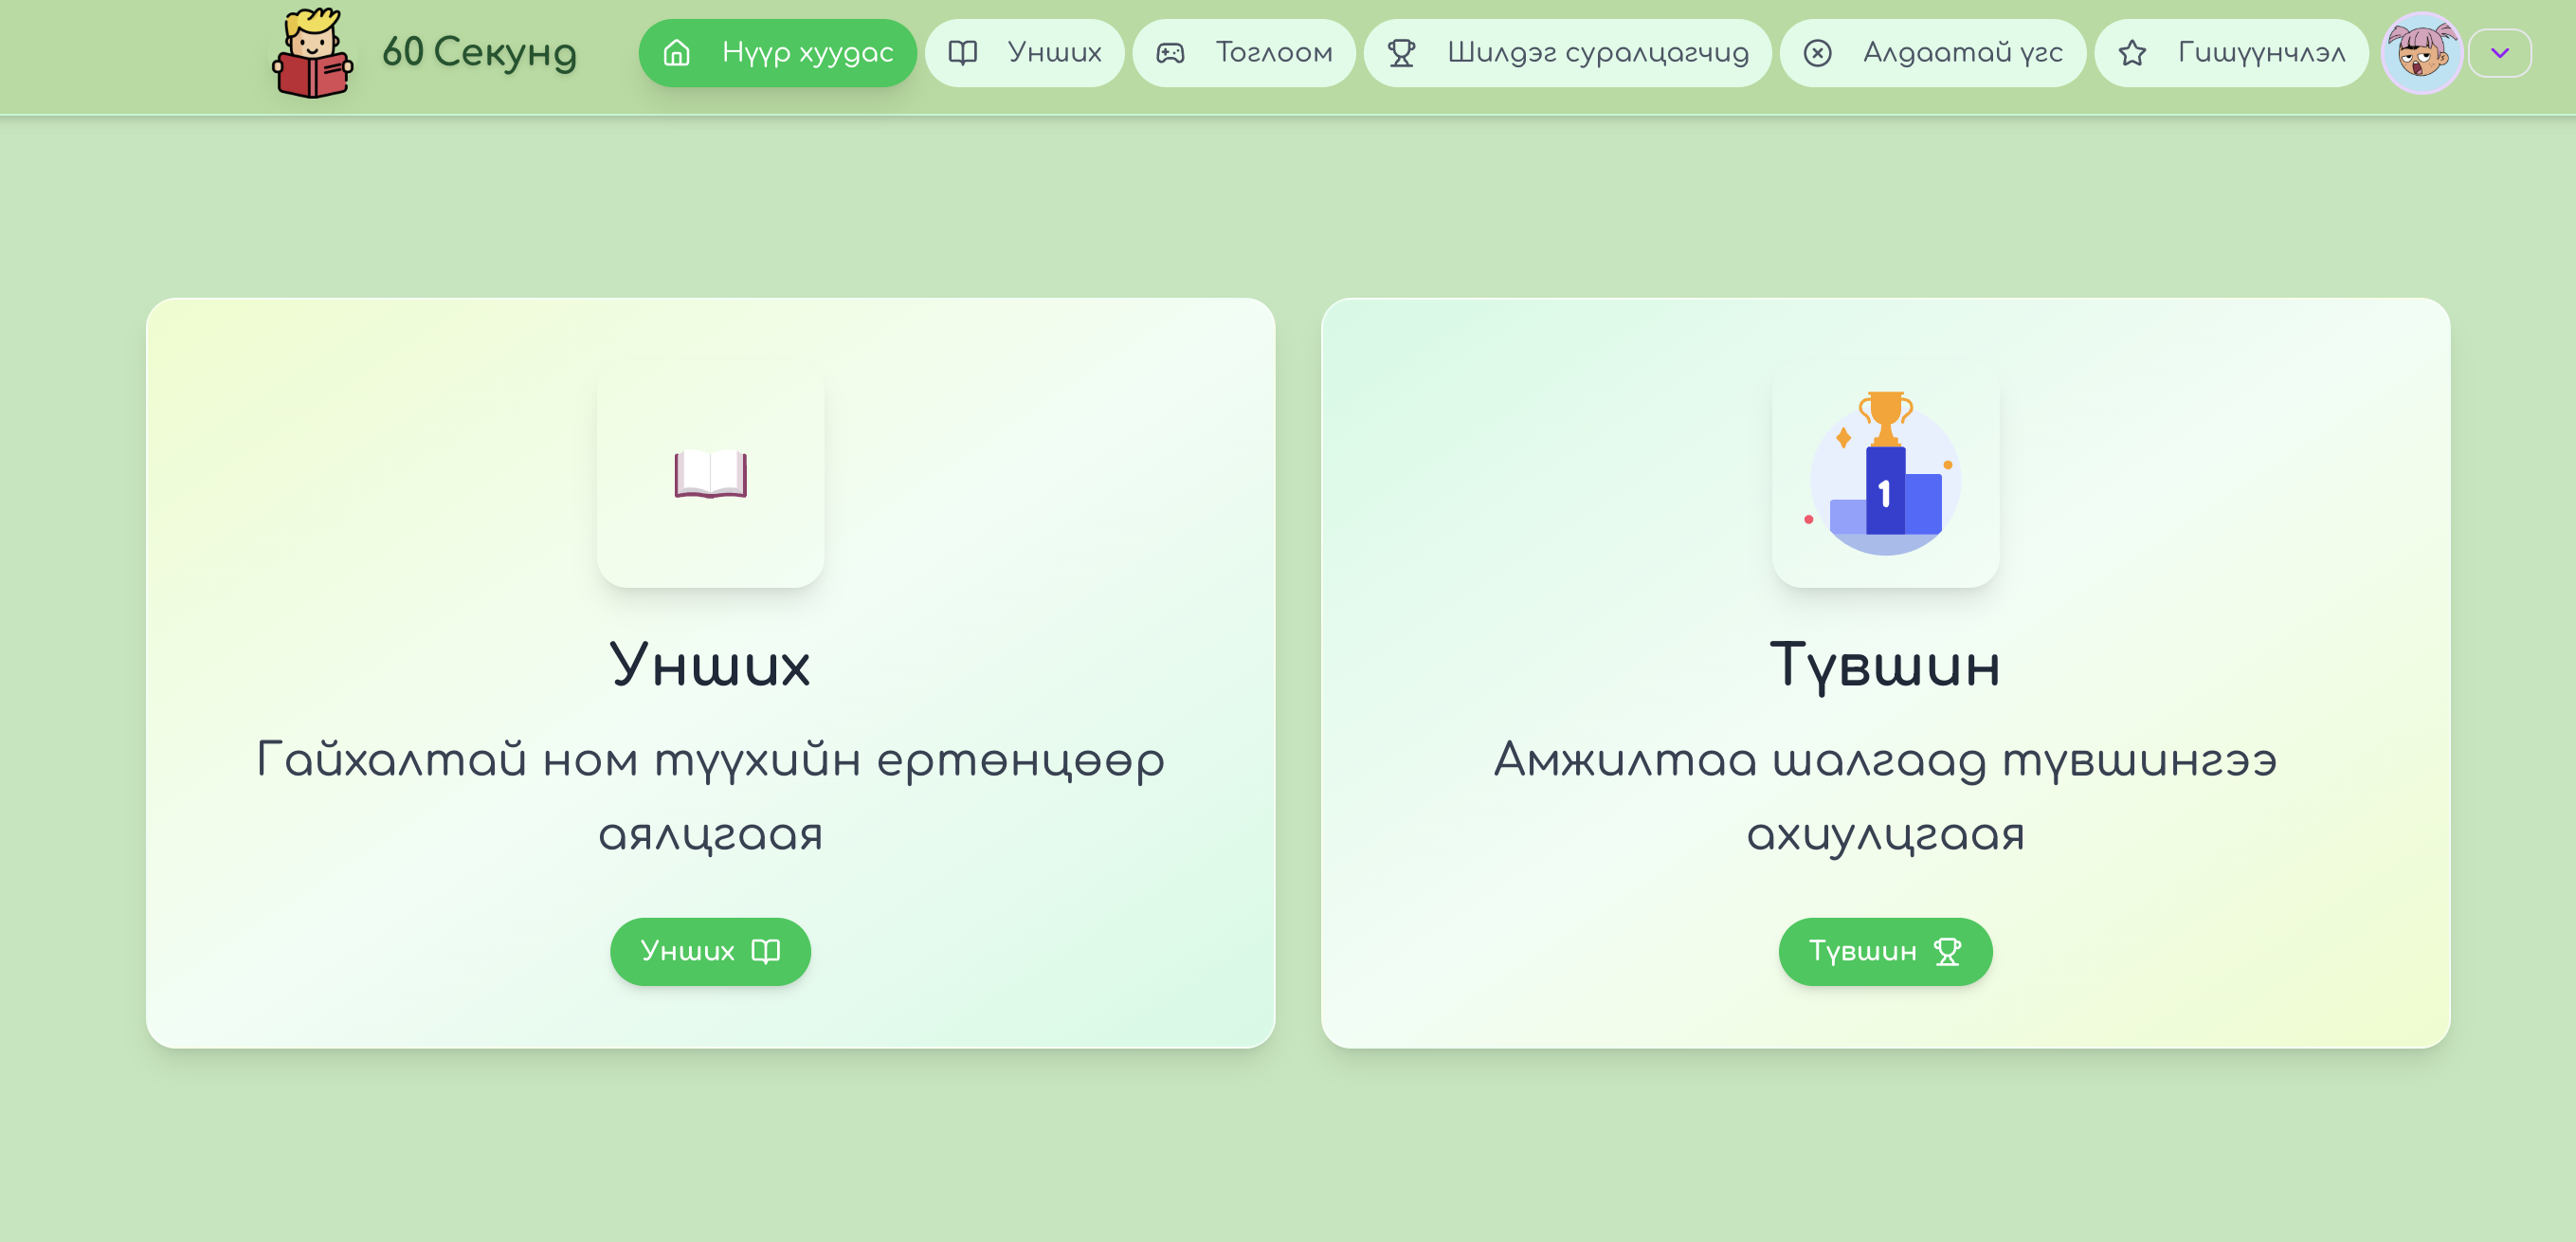 60 Секунд
Нүүр хуудас
Унших
Тоглоом
Шилдэг суралцагчид
Алдаатай үгс
Гишүүнчлэл
Унших
Гайхалтай ном түүхийн ертөнцөөр
аялцгаая
Унших
1
Түвшин
Амжилтаа шалгаад түвшингээ
ахиулцгаая
Түвшин